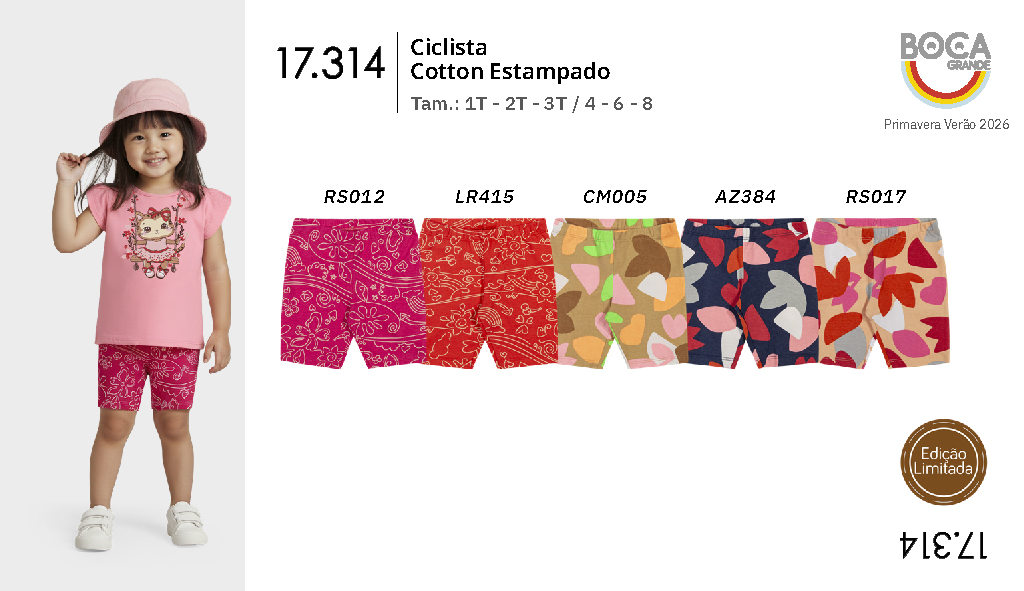 17.314
Ciclista
Cotton Estampado
Tam.: 1T - 2T - 3T / 4 - 6 - 8
BOCA
GRANDE
Primavera Verão 2026
RS012
LR415
CM005
AZ384
RS017
Edição
Limitada
17.314